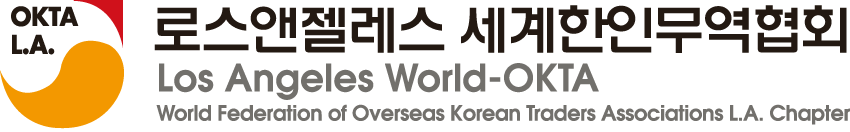 OKTA
L.A.
로스앤젤레스 세계한인무역협회
Los Angeles World-OKTA
World Federation of Overseas Korean Traders Associations L.A. Chapter